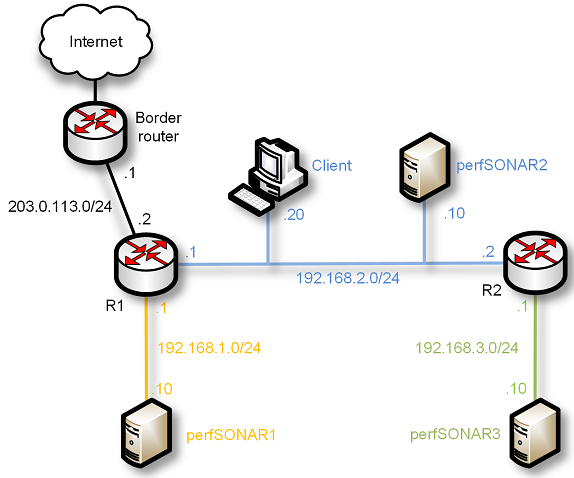 Internet
Border
router
.1
203.0.113.0/24
.2
Client
perfSONAR2
.20
.10
.1
.2
192.168.2.0/24
R1
R2
.1
.1
192.168.1.0/24
192.168.3.0/24
.10
.10
perfSONAR1
perfSONAR3